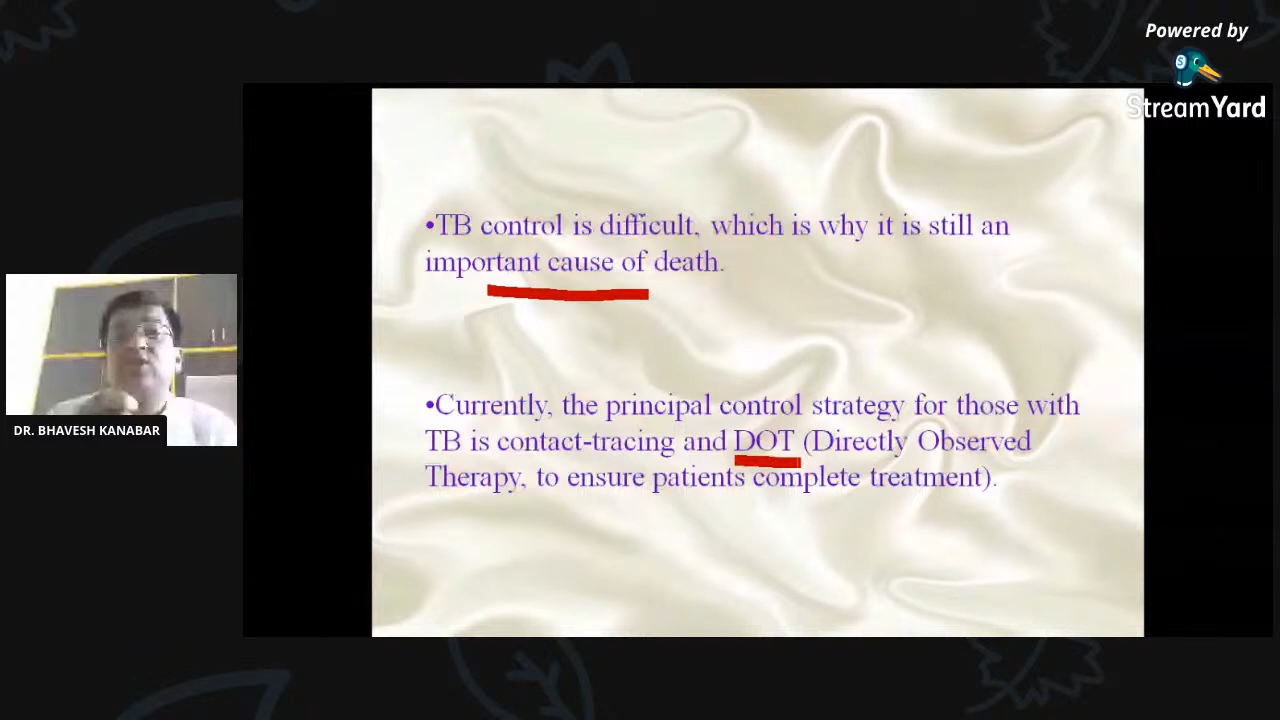 Powered by
StreamYard
•TB control is difficult, which is why it is still an
important cause of death.
•Currently, the principal control strategy for those with
TB is contact-tracing and DOT (Directly Observed
Therapy, to ensure patients complete treatment).
DR. BHAVESH KANABAR